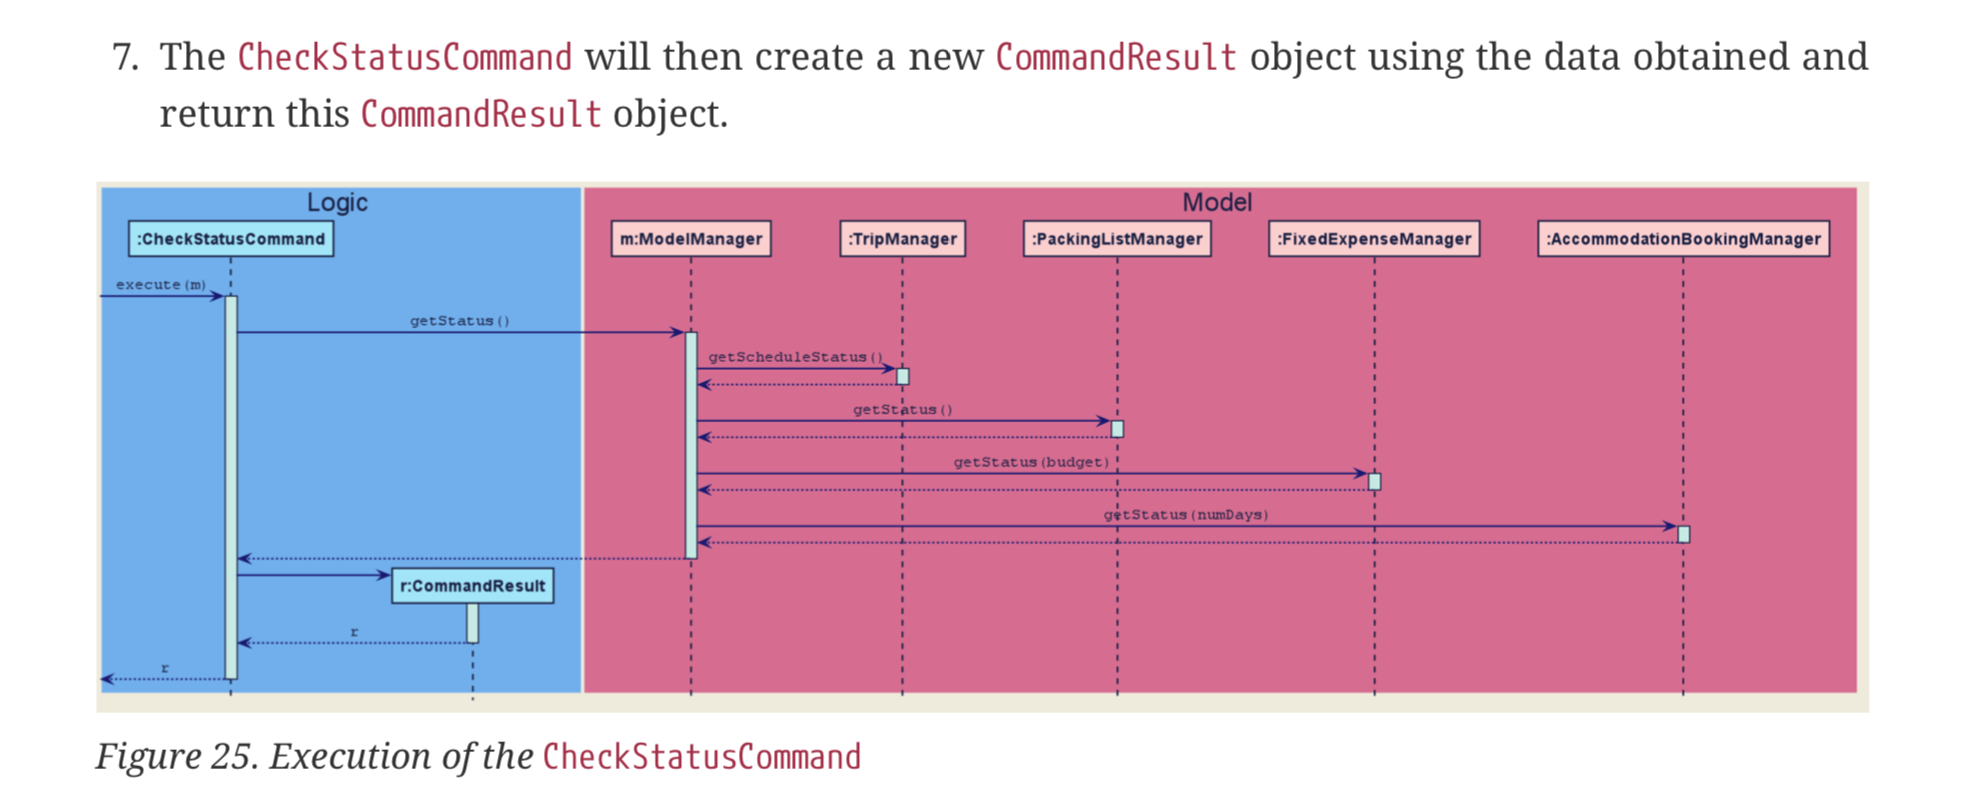 7. The CheckStatusCommand will then create a new CommandResult object using the data obtained and
return this CommandResult object.
Logic
Model
:CheckStatusCommand
m:ModelManager
:TripManager
:PackingListManager
:FixedExpenseManager
:AccommodationBookingManager
execute(m)
getStatus()
getScheduleStatus()
getStatus()
getStatus(budget)
getStatus(numDays)
r:CommandResult
r
r
Figure 25. Execution of the CheckStatusCommand